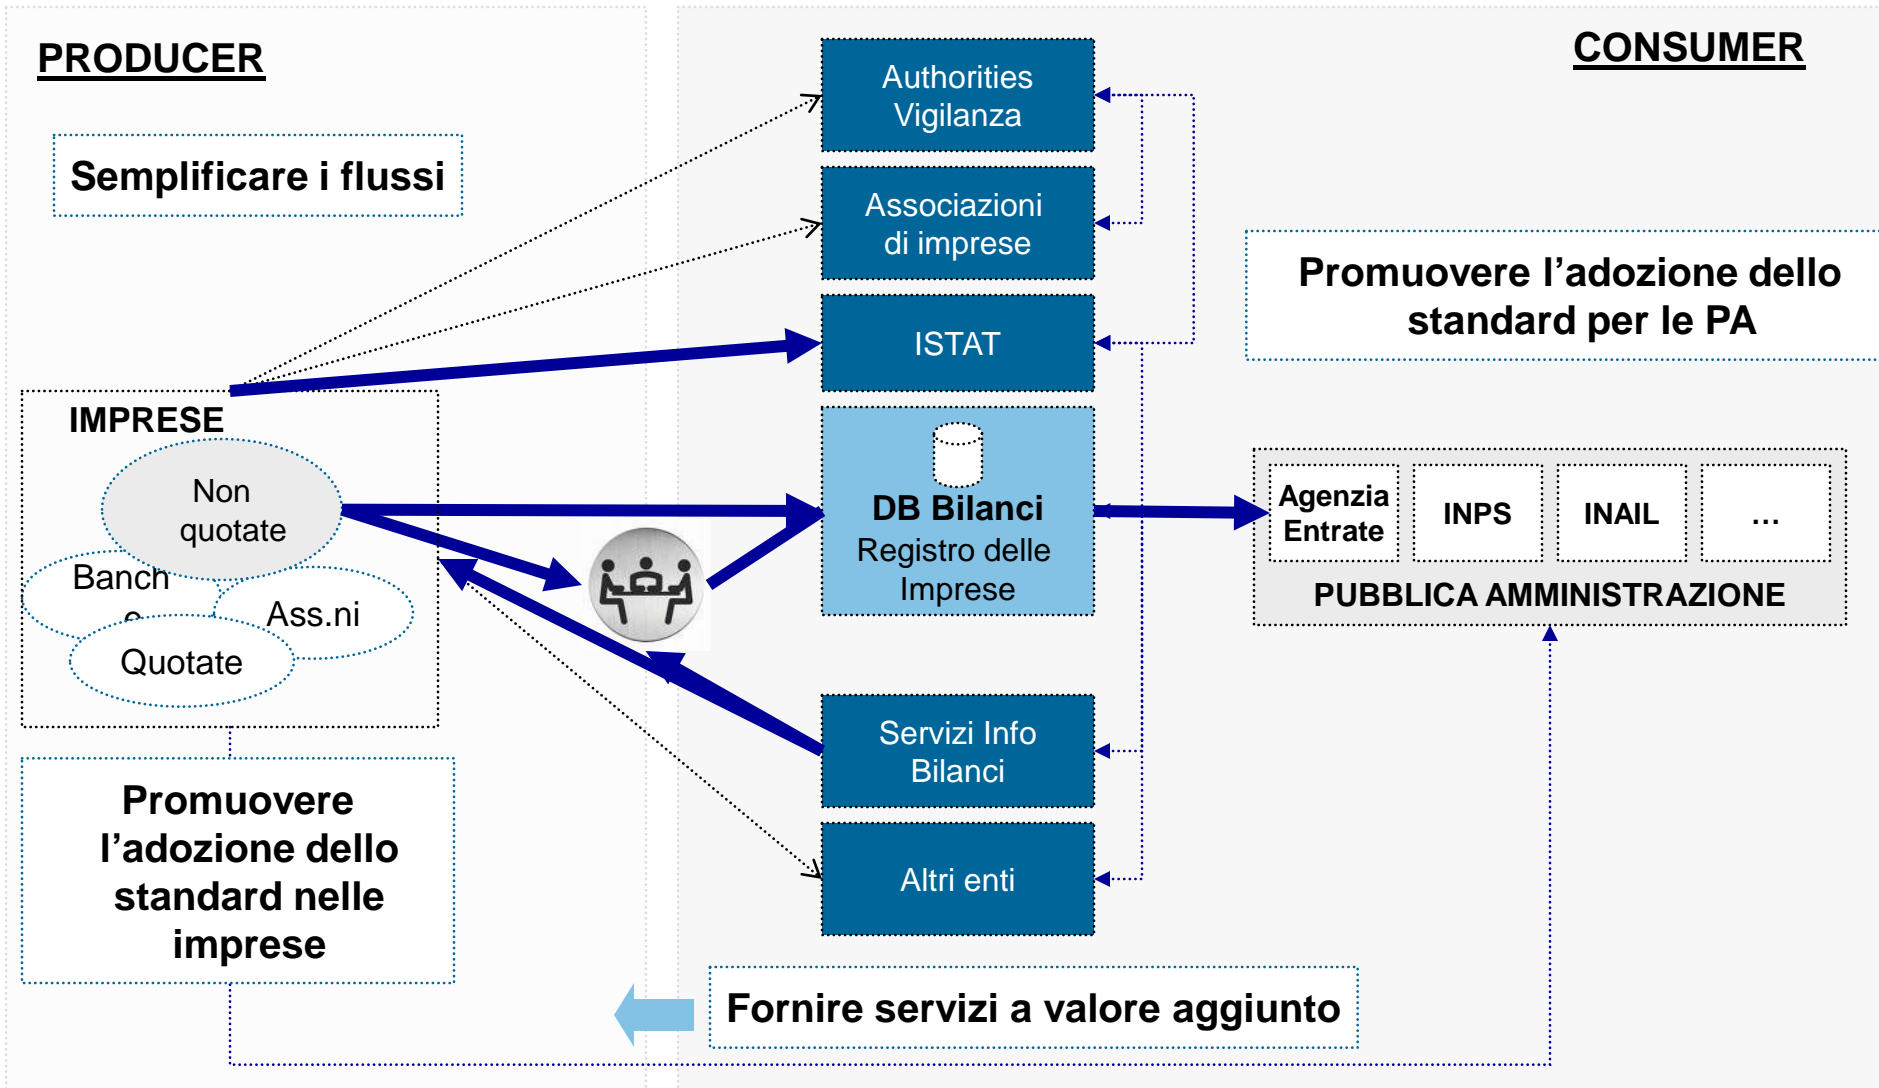 PRODUCER
CONSUMER
Authorities
Vigilanza
Semplificare i flussi
Associazioni
di imprese
Promuovere l’adozione dello
standard per le PA
ISTAT
IMPRESE
Non
quotate
Banch
Ass.ni
Quotate
DB Bilanci
Registro delle
Imprese
Agenzia
Entrate
INPS
INAIL
...
PUBBLICA AMMINISTRAZIONE
Servizi Info
Bilanci
Promuovere
l’adozione dello
standard nelle
imprese
Altri enti
Fornire servizi a valore aggiunto